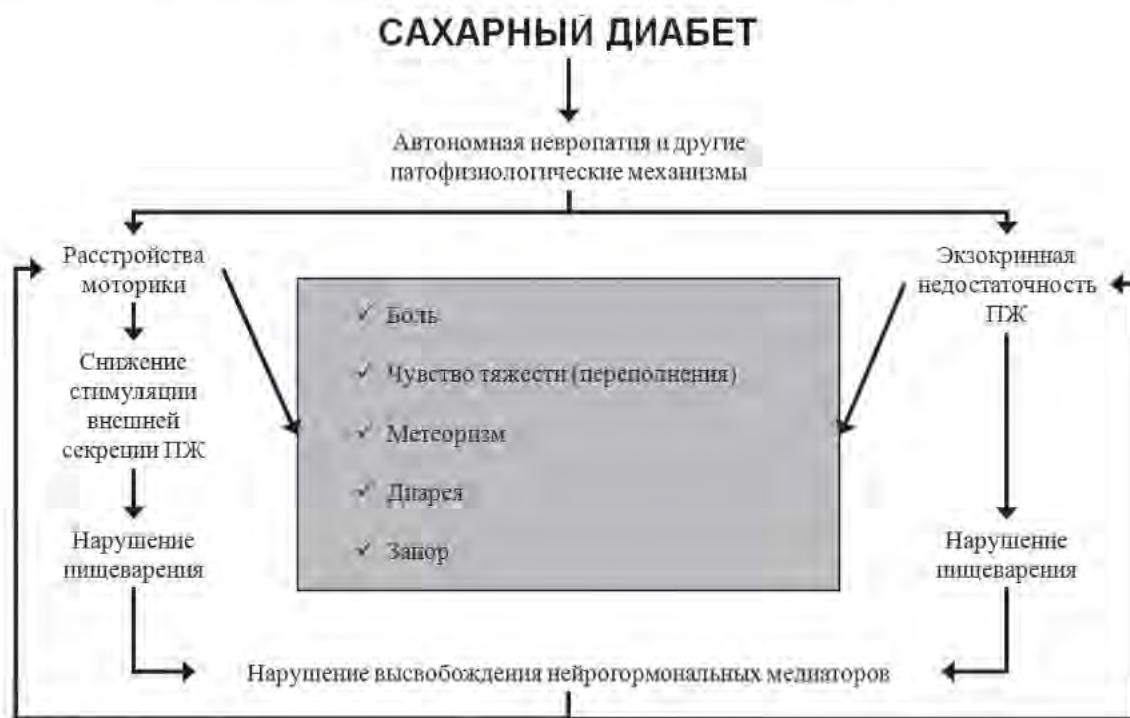 САХАРНЫЙ ДИАБЕТ
Автономная невропатия и другие
патофизиологические механизмы
Расстройства
моторики
Экзокринная
недостаточность
ПЖ
✓ Боль
✓ Чувство тяжести (переполнения)
✓ Метеоризм
✓ Диарея
✓ Запор
Снижение
стимуляции
внешней
секреции ПЖ
Нарушение
пищеварения
Нарушение
пищеварения
Нарушение высвобождения нейрогормональных медиаторов